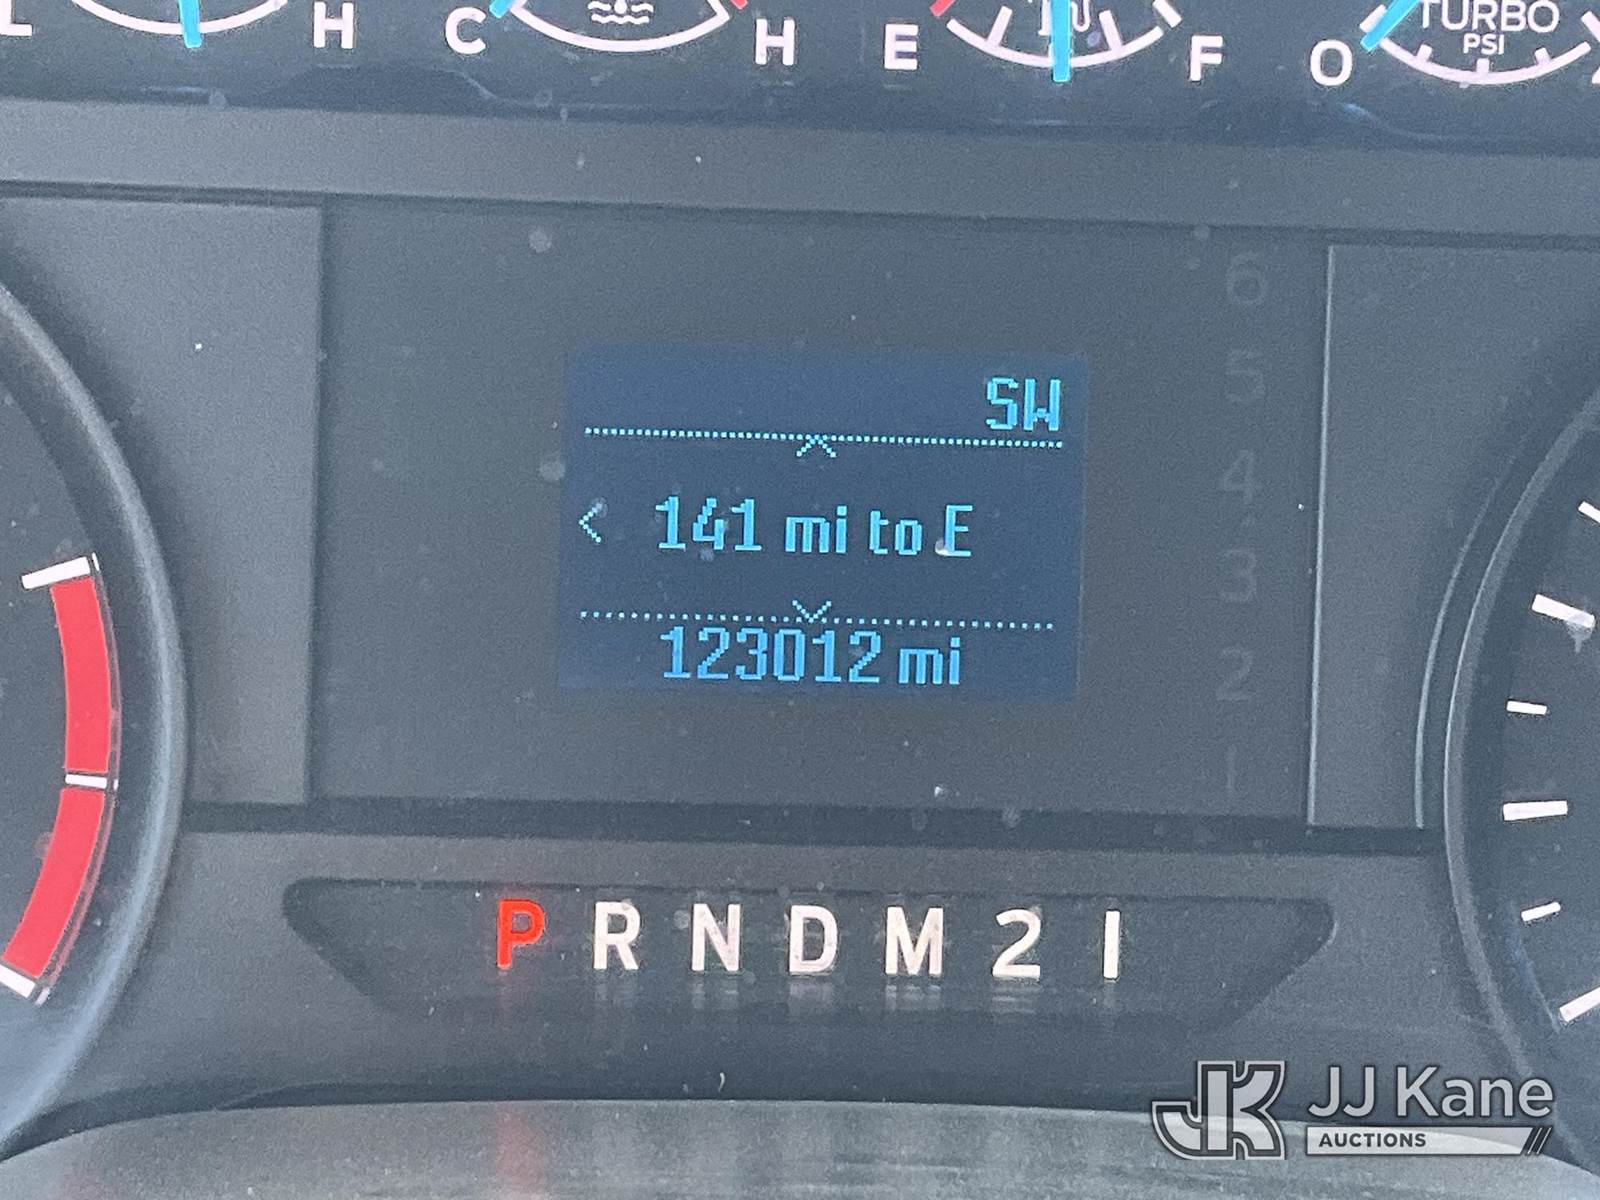 L H C H E F O TURBO
PSI
SW
< 141 mi to E
123012 mi
6
5
4
3
2
1
P R N D M 2 1
JJ Kane
AUCTIONS